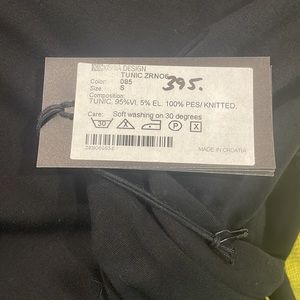 DESIGN
TUNIC ZRNO
395.
Color: 085
Size: S
Composition:
TUNIC. 95%VI. 5% EL. 100% PES/ KNITTED,
Care: Soft washing on 30 degrees
30
P
MADE IN CROATIA